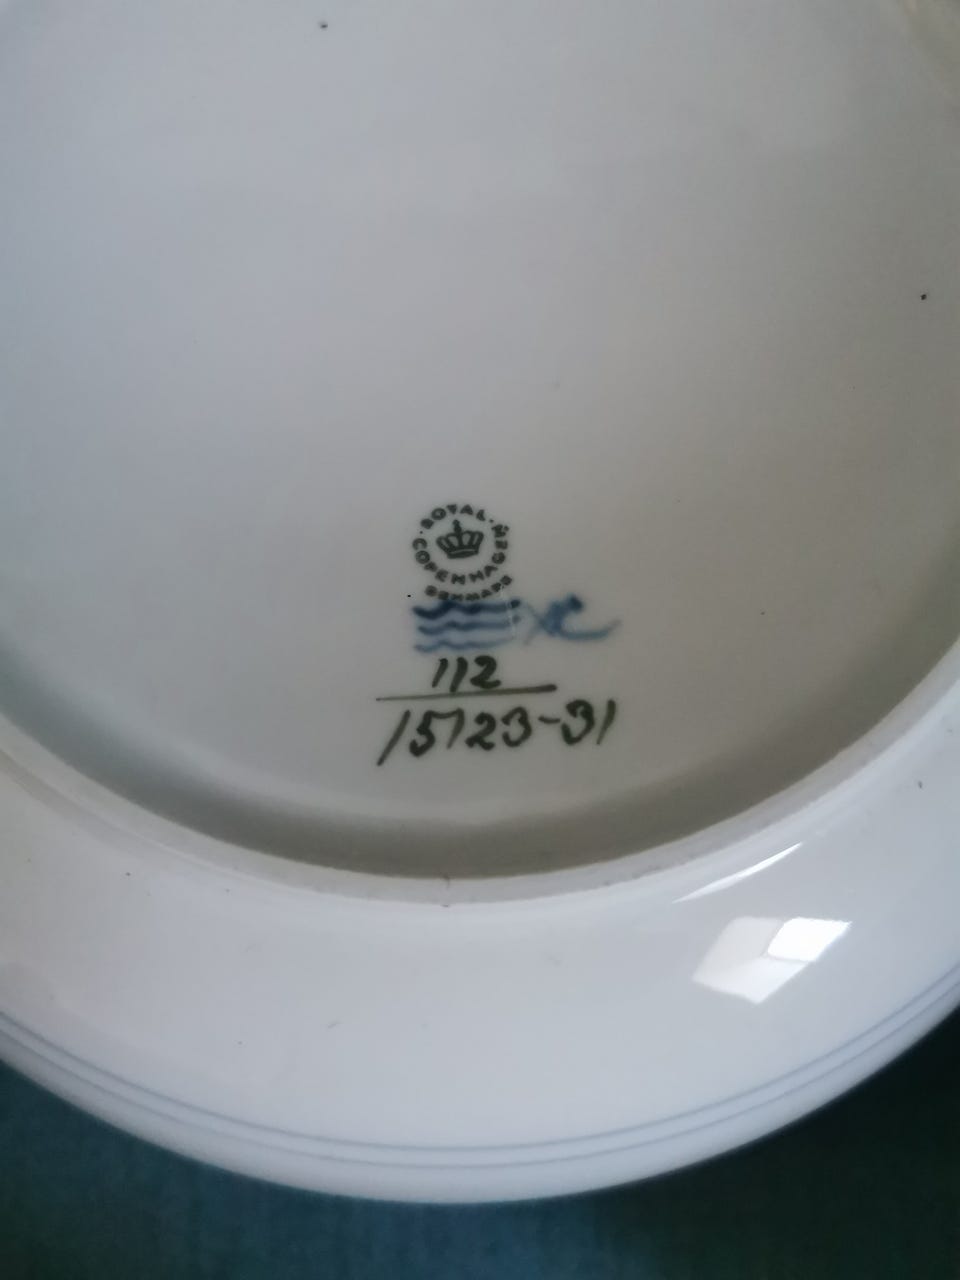 ROYAL
COPENHAGEN
DENMARK
112
15123-31